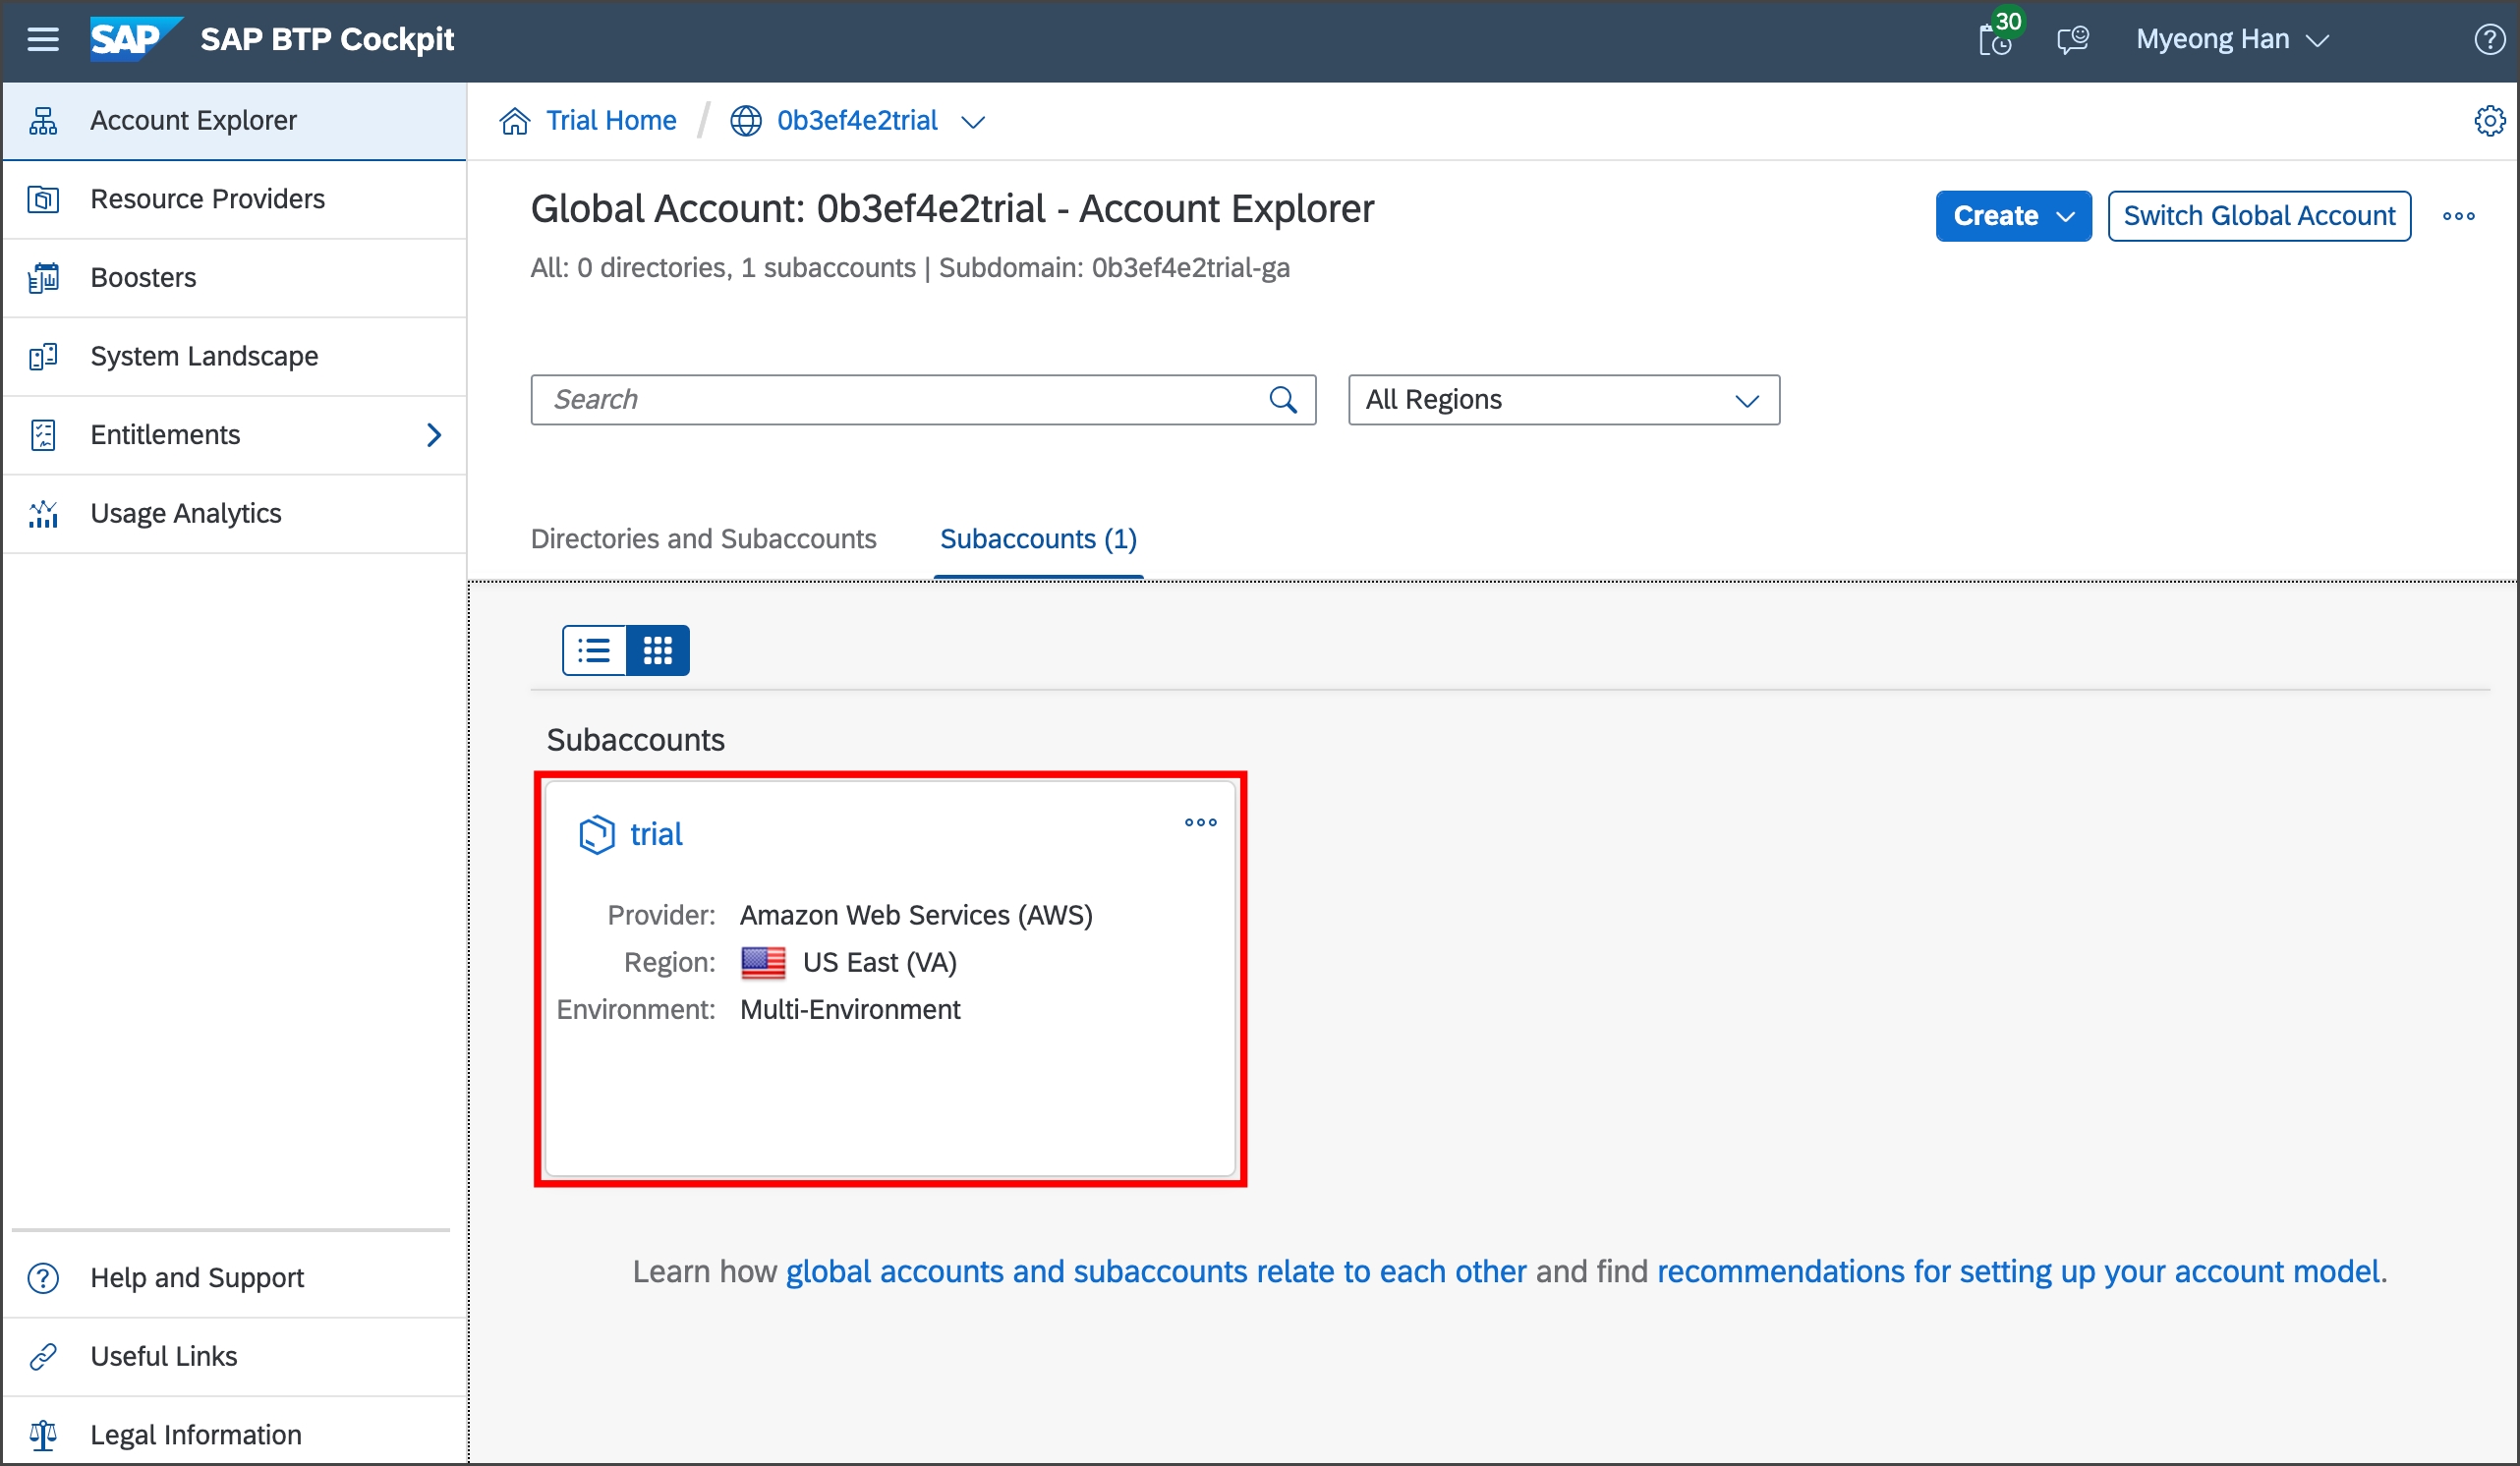 SAP SAP BTP Cockpit
30
Myeong Han
Account Explorer
Resource Providers
Boosters
System Landscape
Entitlements
Usage Analytics
Help and Support
Useful Links
Legal Information
Trial Home / 0b3ef4e2trial
Global Account: 0b3ef4e2trial - Account Explorer
Create
Switch Global Account
All: 0 directories, 1 subaccounts | Subdomain: 0b3ef4e2trial-ga
Search
All Regions
Directories and Subaccounts
Subaccounts (1)
Subaccounts
trial
Provider: Amazon Web Services (AWS)
Region: US East (VA)
Environment: Multi-Environment
Learn how global accounts and subaccounts relate to each other and find recommendations for setting up your account model.